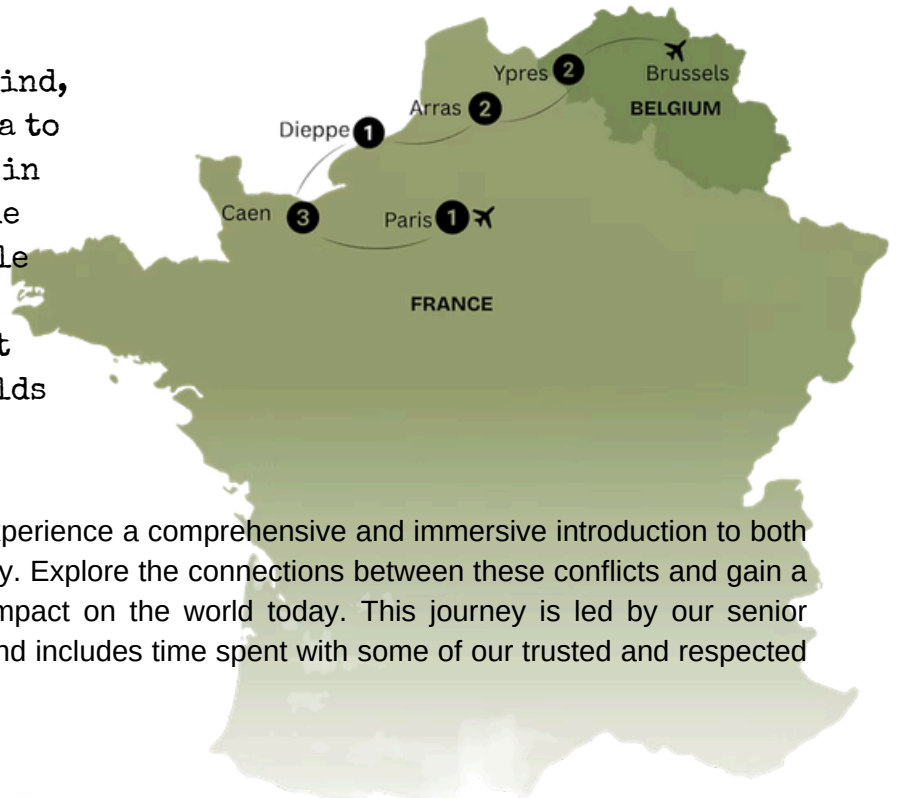 ind,
a to
in
e
le
t
lds
Ypres 2
Brussels
BELGIUM
Arras 2
Dieppe 1
Caen 3
Paris 1
FRANCE
xperience a comprehensive and immersive introduction to both
y. Explore the connections between these conflicts and gain a
mpact on the world today. This journey is led by our senior
nd includes time spent with some of our trusted and respected